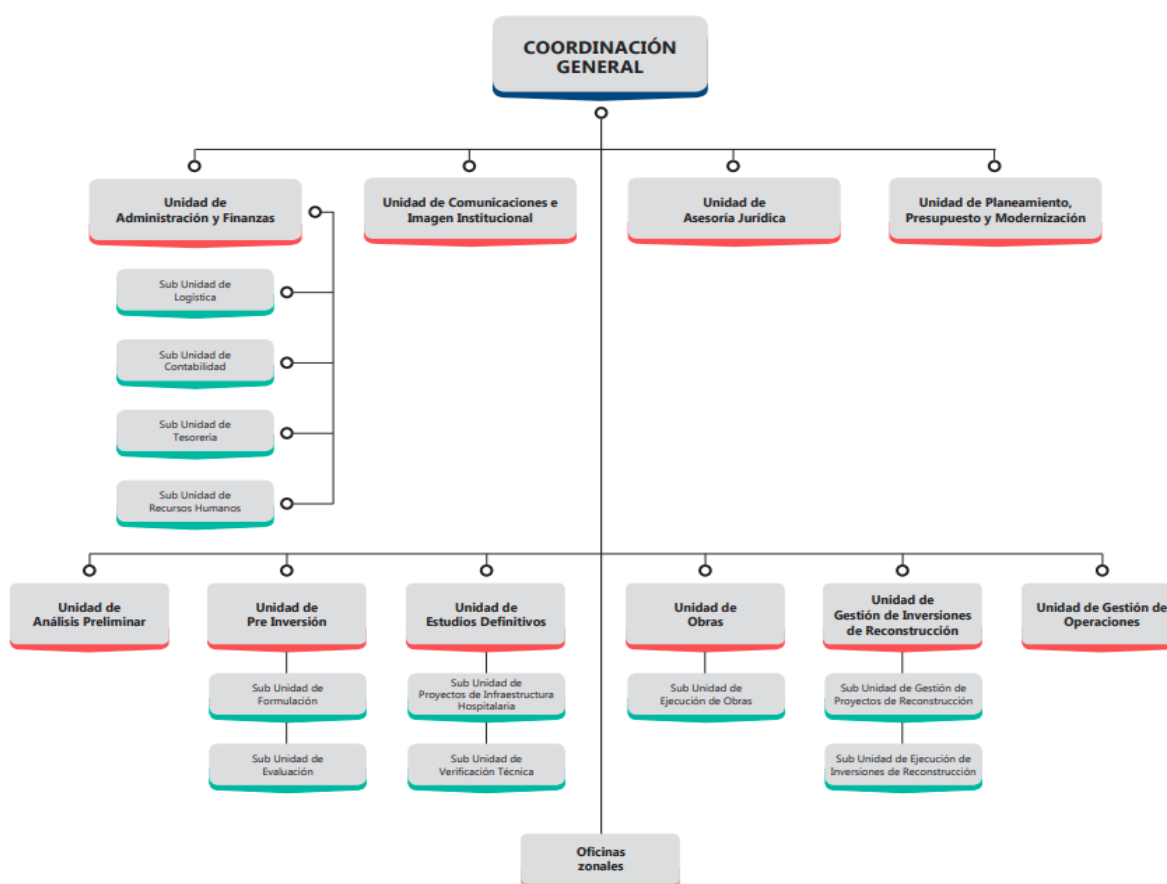 COORDINACIÓN
GENERAL
Unidad de
Administración y Finanzas
Unidad de Comunicaciones e
Imagen Institucional
Unidad de
Asesoría Jurídica
Unidad de Planeamiento,
Presupuesto y Modernización
Sub Unidad de
Logística
Sub Unidad de
Contabilidad
Sub Unidad de
Tesorería
Sub Unidad de
Recursos Humanos
Unidad de
Análisis Preliminar
Unidad de
Pre Inversión
Unidad de
Estudios Definitivos
Unidad de
Obras
Unidad de
Gestión de Inversiones
de Reconstrucción
Unidad de Gestión de
Operaciones
Sub Unidad de
Formulación
Sub Unidad de
Proyectos de Infraestructura
Hospitalaria
Sub Unidad de
Ejecución de Obras
Sub Unidad de Gestión de
Proyectos de Reconstrucción
Sub Unidad de
Evaluación
Sub Unidad de
Verificación Técnica
Sub Unidad de Ejecución de
Inversiones de Reconstrucción
Oficinas
zonales